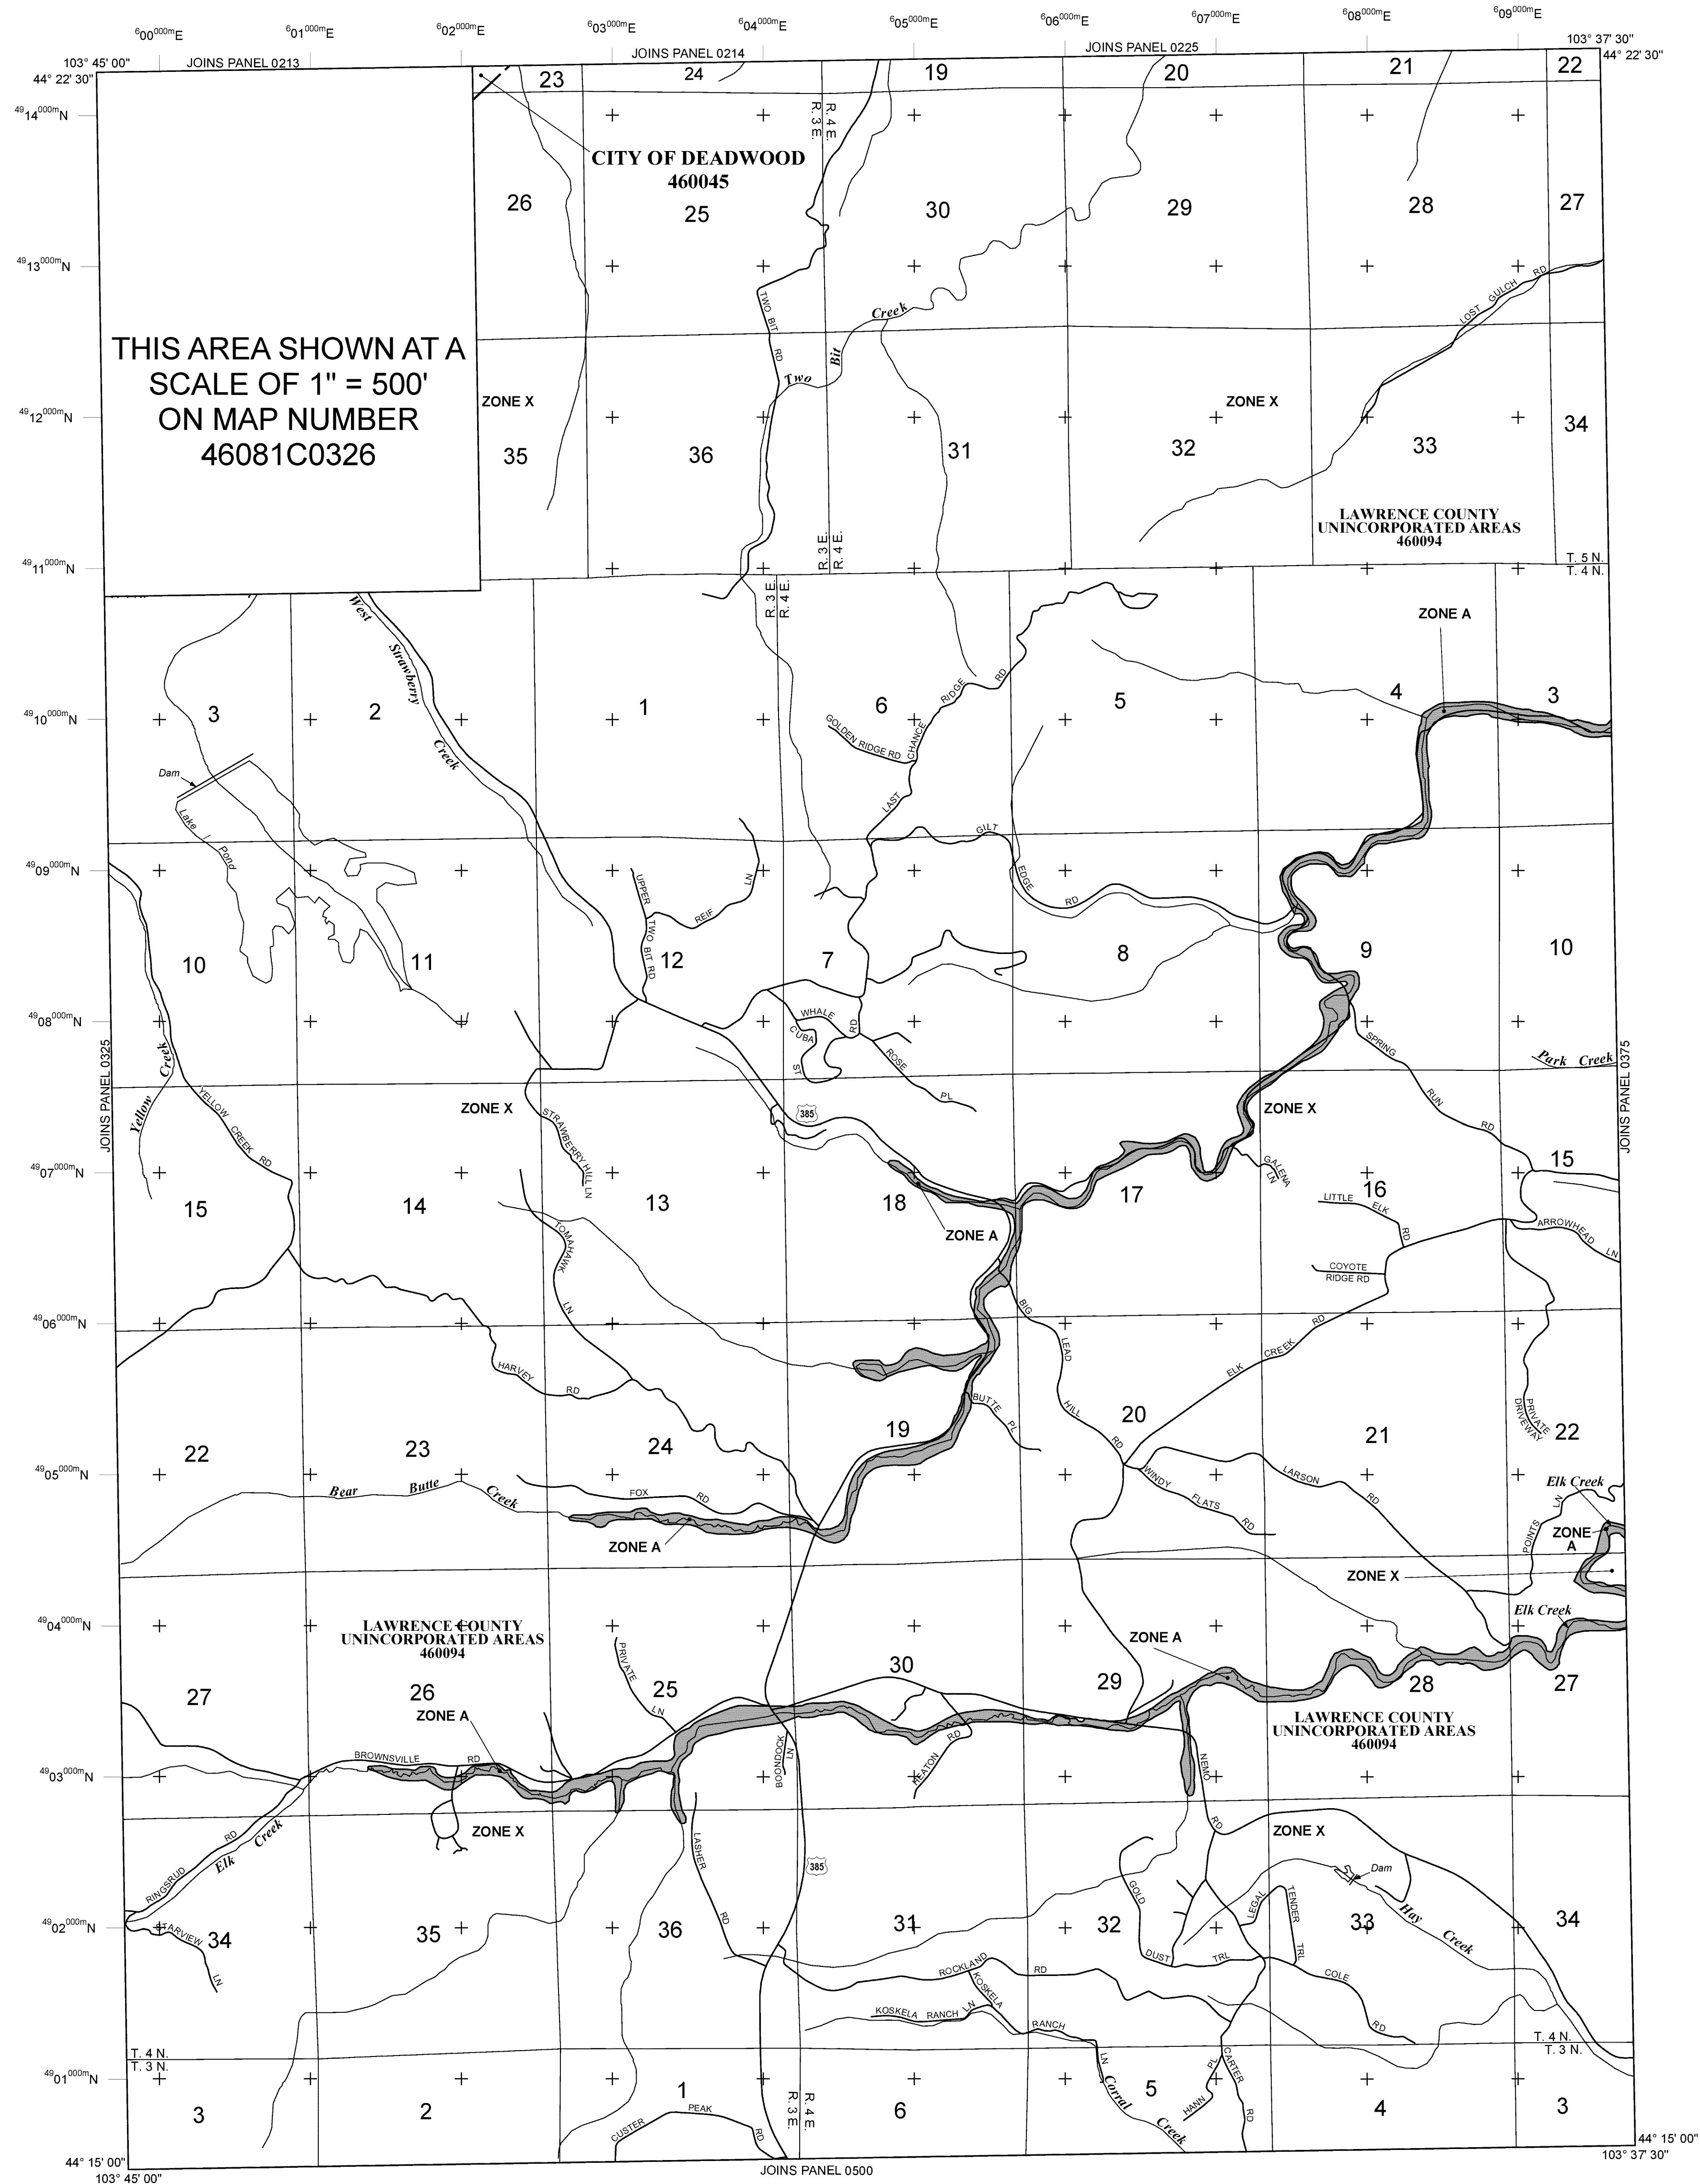 600000mE
601000mE
602000mE
603000mE
604000mE
605000mE
606000mE
607000mE
608000mE
609000mE
103° 45' 00"
JOINS PANEL 0213
JOINS PANEL 0214
JOINS PANEL 0225
103° 37' 30"
44° 22' 30"
44° 22' 30"
23
24
19
20
21
22
4914000mN
R. 3 E.
R. 4 E.
CITY OF DEADWOOD
460045
26
25
30
29
28
27
4913000mN
LOST GULCH RD
TWO BIT RD
Two Bit Creek
THIS AREA SHOWN AT A
SCALE OF 1" = 500'
ON MAP NUMBER
46081C0326
ZONE X
ZONE X
4912000mN
35
36
31
32
33
34
LAWRENCE COUNTY
UNINCORPORATED AREAS
460094
R. 3 E.
R. 4 E.
T. 5 N.
T. 4 N.
4911000mN
R. 3 E.
R. 4 E.
West Strawberry Creek
ZONE A
3
2
1
6
5
4
3
4910000mN
LAST CHANCE RIDGE RD
GOLDEN RIDGE RD
Dam
Lake / Pond
GILT EDGE RD
4909000mN
UPPER TWO BIT RD
REIF LN
10
11
12
7
8
9
10
4908000mN
WHALE
CUBA ST
RD
ROSE PL
SPRING RUN RD
Park Creek
JOINS PANEL 0325
JOINS PANEL 0375
Yellow Creek
YELLOW CREEK RD
ZONE X
STRAWBERRY HILL LN
385
ZONE X
4907000mN
GALENA LN
15
14
13
18
17
16
15
LITTLE ELK RD
ARROWHEAD LN
ZONE A
TOMAHAWK LN
COYOTE
RIDGE RD
4906000mN
BIG LEAD HILL RD
ELK CREEK RD
HARVEY RD
BUTTE PL
PRIVATE
DRIVEWAY
22
23
24
19
20
21
22
4905000mN
Bear Butte Creek
FOX RD
WINDY FLATS RD
LARSON RD
Elk Creek
POINTS LN
ZONE
A
ZONE A
ZONE X
Elk Creek
4904000mN
LAWRENCE COUNTY
UNINCORPORATED AREAS
460094
ZONE A
PRIVATE LN
27
26
25
30
29
28
27
ZONE A
LAWRENCE COUNTY
UNINCORPORATED AREAS
460094
BROWNSVILLE RD
BOONDOCK LN
HEATON RD
NEMO RD
4903000mN
ZONE X
ZONE X
RINGSRUD RD
Elk Creek
LASHER RD
385
Dam
GOLD DUST TRL
LEGAL TENDER TRL
Hay Creek
4902000mN
STARVIEW LN
34
35
36
31
32
33
34
ROCKLAND RD
COLE RD
KOSKELA RANCH LN
KOSKELA RANCH LN
T. 4 N.
T. 3 N.
T. 4 N.
T. 3 N.
4901000mN
Corral Creek
HANN PL
CARTER RD
3
2
1
6
5
4
3
R. 3 E.
R. 4 E.
CUSTER PEAK RD
44° 15' 00"
44° 15' 00"
103° 45' 00"
JOINS PANEL 0500
103° 37' 30"